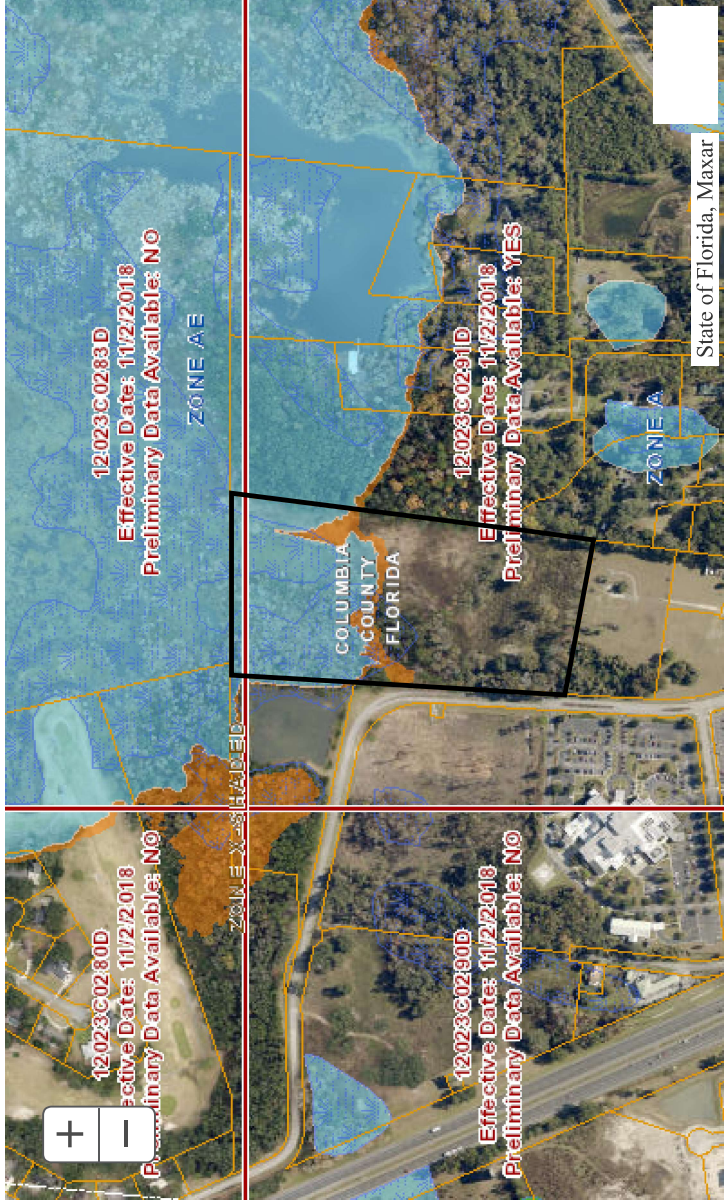 12023C0280D
Effective Date: 11/2/2018
Preliminary Data Available: NO
12023C0283D
Effective Date: 11/2/2018
Preliminary Data Available: NO
ZONE AE
ZONE X-SHADED
COLUMBIA
COUNTY
FLORIDA
12023C0290D
Effective Date: 11/2/2018
Preliminary Data Available: NO
12023C0291D
Effective Date: 11/2/2018
Preliminary Data Available: YES
ZONE A
State of Florida, Maxar
+
−